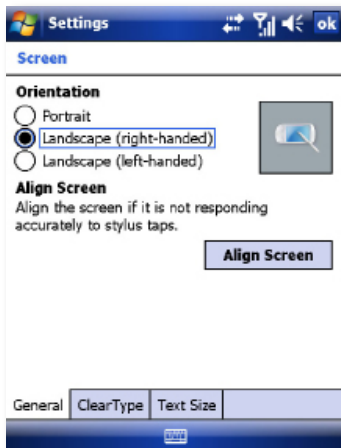 Settings
ok
Screen
Orientation
Portrait
Landscape (right-handed)
Landscape (left-handed)
Align Screen
Align the screen if it is not responding
accurately to stylus taps.
Align Screen
General ClearType Text Size